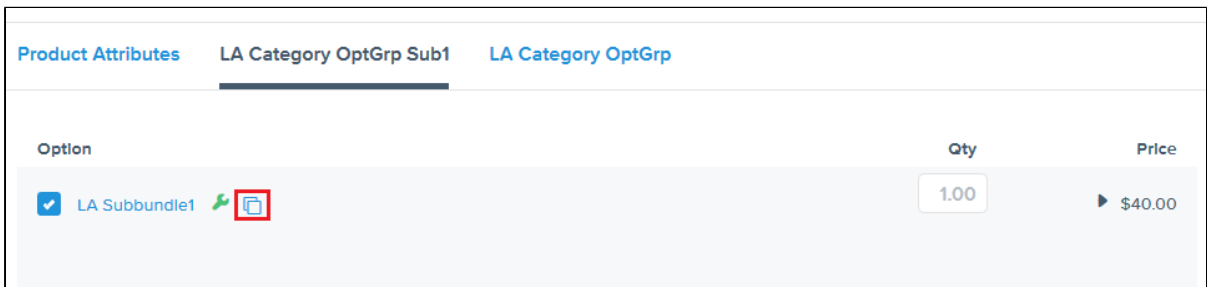 Product Attributes LA Category OptGrp Sub1 LA Category OptGrp
Option Qty Price
LA Subbundle1 1.00 $40.00